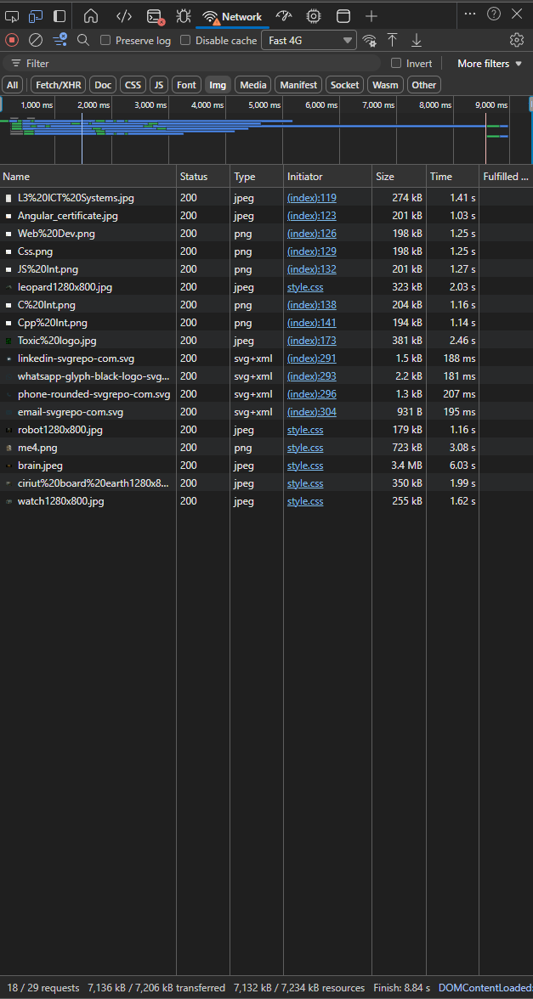 Network
Preserve log Disable cache Fast 4G
Filter Invert More filters
All Fetch/XHR Doc CSS JS Font Img Media Manifest Socket Wasm Other
1,000 ms 2,000 ms 3,000 ms 4,000 ms 5,000 ms 6,000 ms 7,000 ms 8,000 ms 9,000 ms
Name Status Type Initiator Size Time Fulfilled ...
L3%20ICT%20Systems.jpg 200 jpeg (index):119 274 kB 1.41 s
Angular_certificate.jpg 200 jpeg (index):123 201 kB 1.03 s
Web%20Dev.png 200 png (index):126 198 kB 1.25 s
Css.png 200 png (index):129 198 kB 1.25 s
JS%20Int.png 200 png (index):132 201 kB 1.27 s
leopard1280x800.jpg 200 jpeg style.css 323 kB 2.03 s
C%20Int.png 200 png (index):138 204 kB 1.16 s
Cpp%20Int.png 200 png (index):141 194 kB 1.14 s
Toxic%20logo.jpg 200 jpeg (index):173 381 kB 2.46 s
linkedin-svgrepo-com.svg 200 svg+xml (index):291 1.5 kB 188 ms
whatsapp-glyph-black-logo-svg... 200 svg+xml (index):293 2.2 kB 181 ms
phone-rounded-svgrepo-com.svg 200 svg+xml (index):296 1.3 kB 207 ms
email-svgrepo-com.svg 200 svg+xml (index):304 931 B 195 ms
robot1280x800.jpg 200 jpeg style.css 179 kB 1.16 s
me4.png 200 png style.css 723 kB 3.08 s
brain.jpeg 200 jpeg style.css 3.4 MB 6.03 s
ciriut%20board%20earth1280x8... 200 jpeg style.css 350 kB 1.99 s
watch1280x800.jpg 200 jpeg style.css 255 kB 1.62 s
18 / 29 requests 7,136 kB / 7,206 kB transferred 7,132 kB / 7,234 kB resources Finish: 8.84 s DOMContentLoaded: